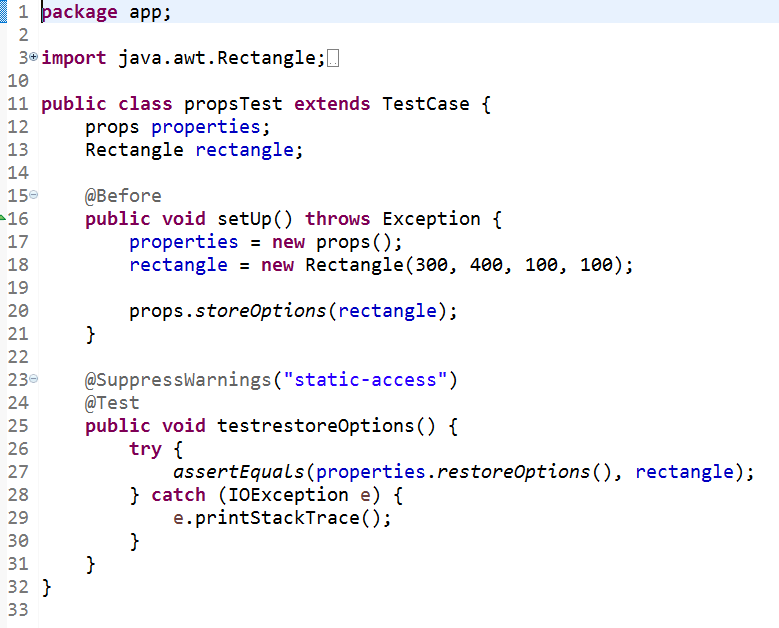 1 package app;
2
3 import java.awt.Rectangle;
10
11 public class propsTest extends TestCase {
12     props properties;
13     Rectangle rectangle;
14
15     @Before
16     public void setUp() throws Exception {
17         properties = new props();
18         rectangle = new Rectangle(300, 400, 100, 100);
19
20         props.storeOptions(rectangle);
21     }
22
23     @SuppressWarnings("static-access")
24     @Test
25     public void testrestoreOptions() {
26         try {
27             assertEquals(properties.restoreOptions(), rectangle);
28         } catch (IOException e) {
29             e.printStackTrace();
30         }
31     }
32 }
33